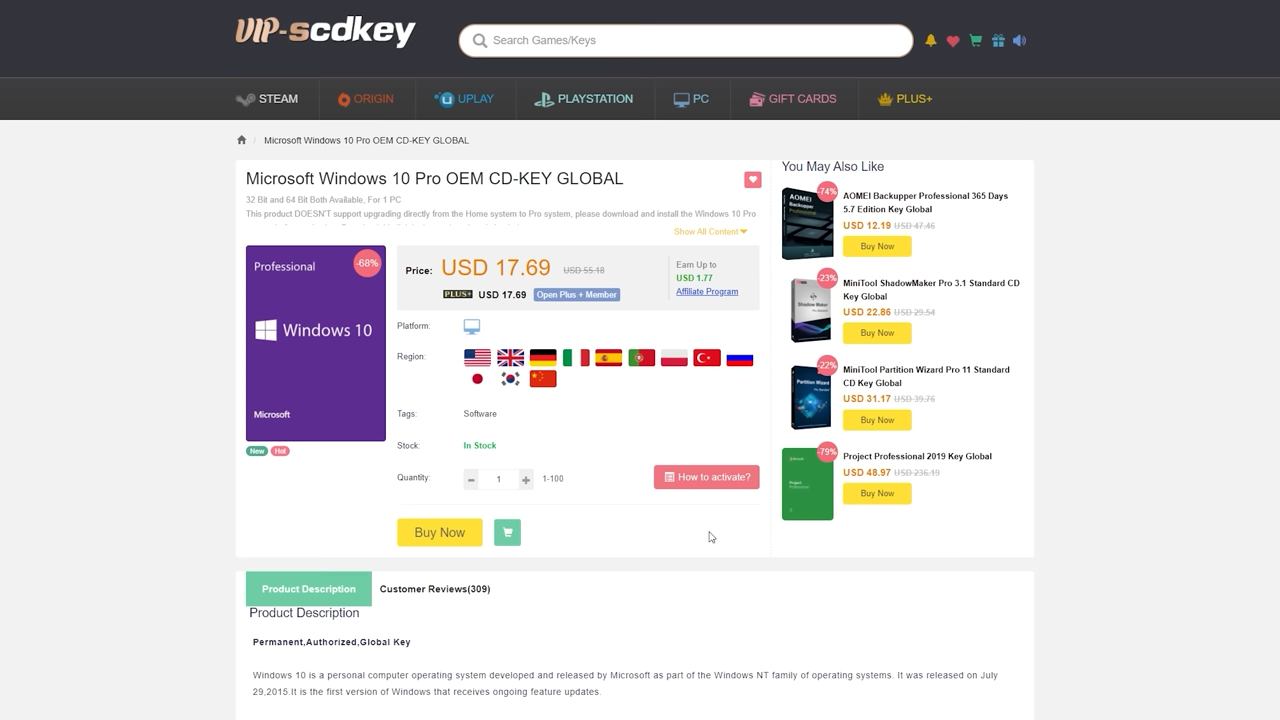 VIP-scdkey
Search Games/Keys
STEAM
ORIGIN
UPLAY
PLAYSTATION
PC
GIFT CARDS
PLUS+
/ Microsoft Windows 10 Pro OEM CD-KEY GLOBAL
Microsoft Windows 10 Pro OEM CD-KEY GLOBAL
32 Bit and 64 Bit Both Available, For 1 PC
This product DOESN'T support upgrading directly from the Home system to Pro system, please download and install the Windows 10 Pro
Show All Content
Professional
-68%
Windows 10
Microsoft
New Hot
Price: USD 17.69 USD 55.18
PLUS+ USD 17.69 Open Plus + Member
Earn Up to
USD 1.77
Affiliate Program
Platform:
Region:
Tags: Software
Stock: In Stock
Quantity: - 1 + 1-100
How to activate?
Buy Now
You May Also Like
-74%
AOMEI
Backupper
Professional
AOMEI Backupper Professional 365 Days
5.7 Edition Key Global
USD 12.19 USD 47.46
Buy Now
-23%
Shadow Maker
MiniTool ShadowMaker Pro 3.1 Standard CD
Key Global
USD 22.86 USD 29.54
Buy Now
-22%
Partition Wizard
MiniTool Partition Wizard Pro 11 Standard
CD Key Global
USD 31.17 USD 39.76
Buy Now
-79%
Project
Professional
Project Professional 2019 Key Global
USD 48.97 USD 236.19
Buy Now
Product Description
Customer Reviews(309)
Product Description
Permanent,Authorized,Global Key
Windows 10 is a personal computer operating system developed and released by Microsoft as part of the Windows NT family of operating systems. It was released on July
29,2015.It is the first version of Windows that receives ongoing feature updates.